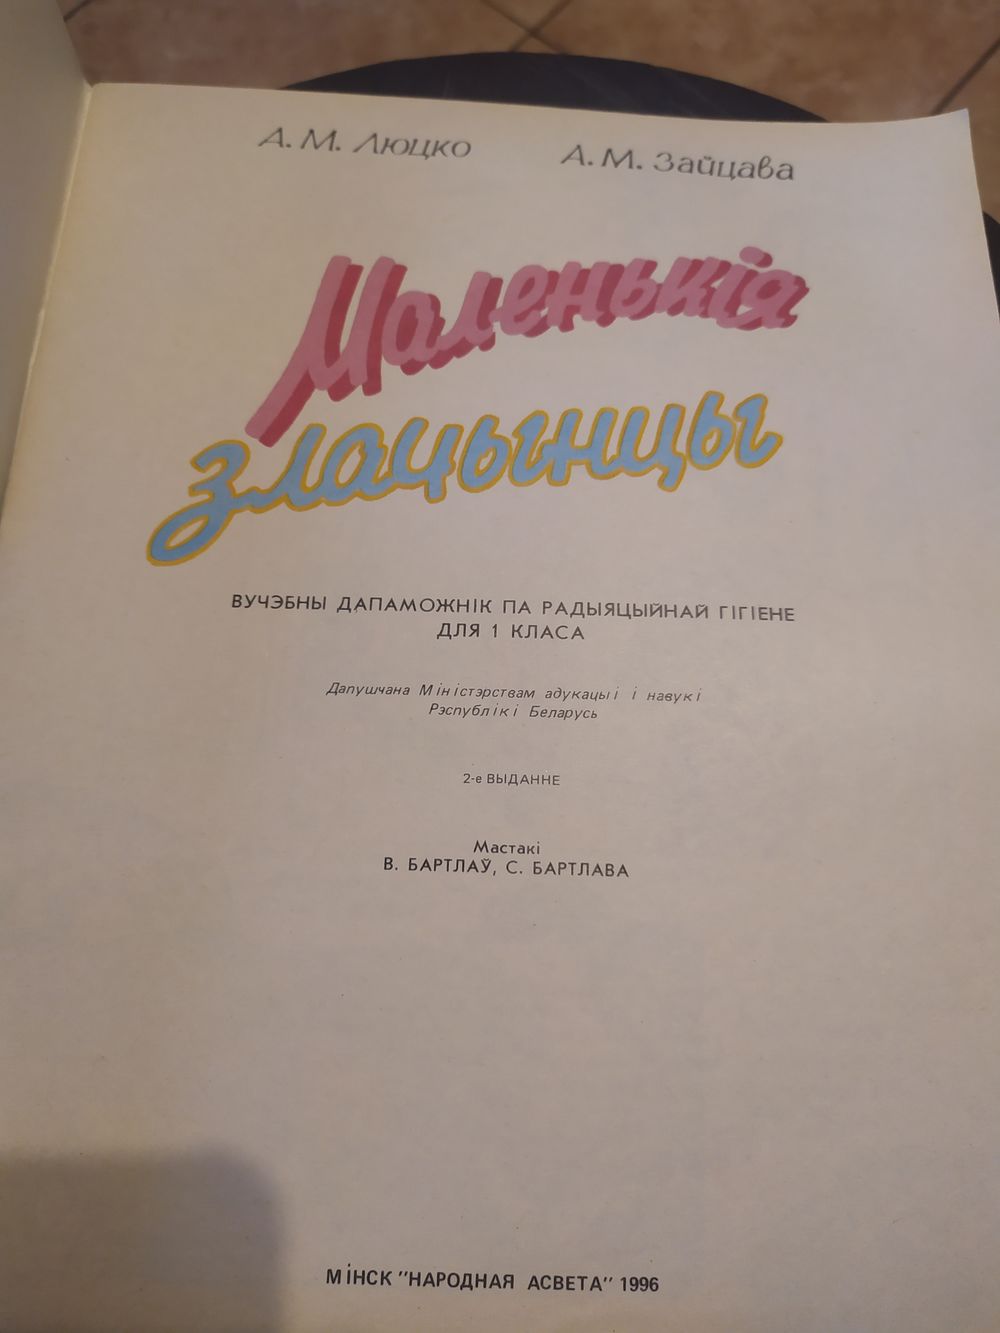 А. М. Люцко А. М. Зайцава
Маленькія
злачынцы
ВУЧЭБНЫ ДАПАМОЖНІК ПА РАДЫЯЦЫЙНАЙ ГІГІЕНЕ
ДЛЯ 1 КЛАСА
Дапушчана Міністэрствам адукацыі і навукі
Рэспублікі Беларусь
2-е ВЫДАННЕ
Мастакі
В. БАРТЛАЎ, С. БАРТЛАВА
МІНСК "НАРОДНАЯ АСВЕТА" 1996